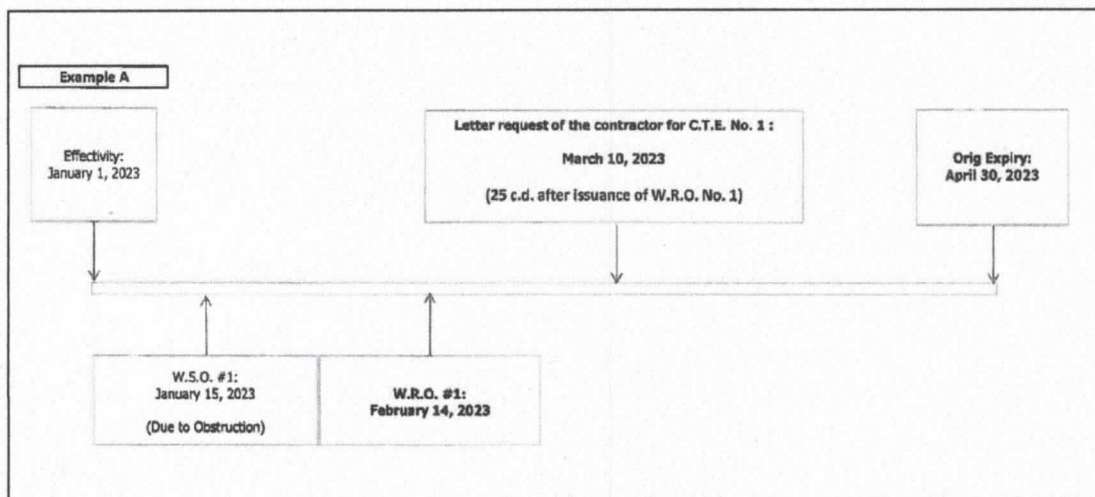 Example A
Effectivity:
January 1, 2023
Letter request of the contractor for C.T.E. No. 1 :
March 10, 2023
(25 c.d. after issuance of W.R.O. No. 1)
Orig Expiry:
April 30, 2023
W.S.O. #1:
January 15, 2023
(Due to Obstruction)
W.R.O. #1:
February 14, 2023